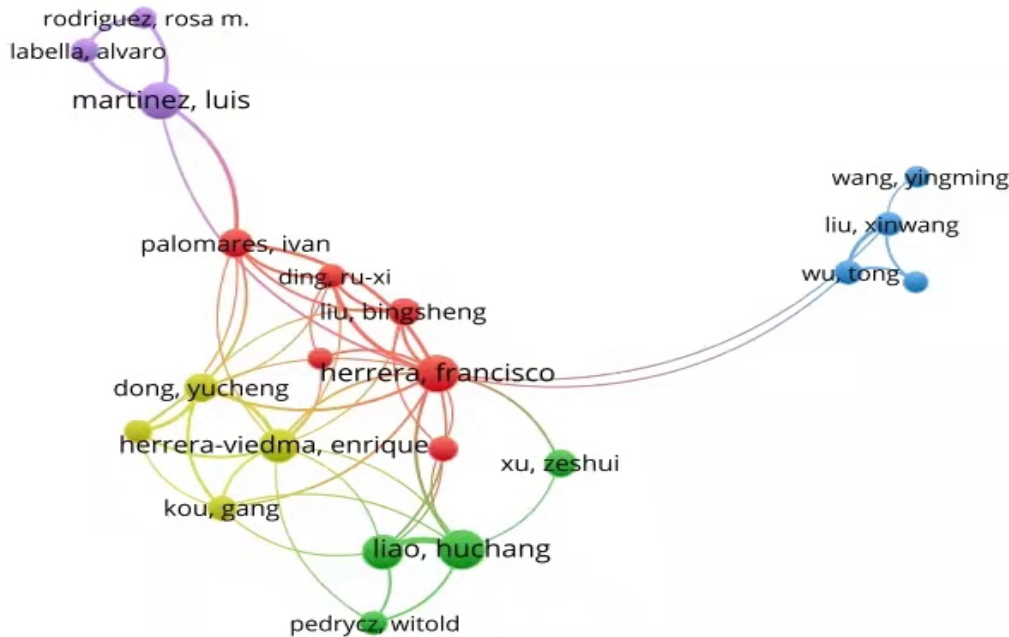 rodriguez, rosa m.
labella, alvaro
martinez, luis
wang, yingming
liu, xinwang
palomares, ivan
wu, tong
ding, ru-xi
liu, bingsheng
herrera, francisco
dong, yucheng
herrera-viedma, enrique
xu, zeshui
kou, gang
liao, huchang
pedrycz, witold